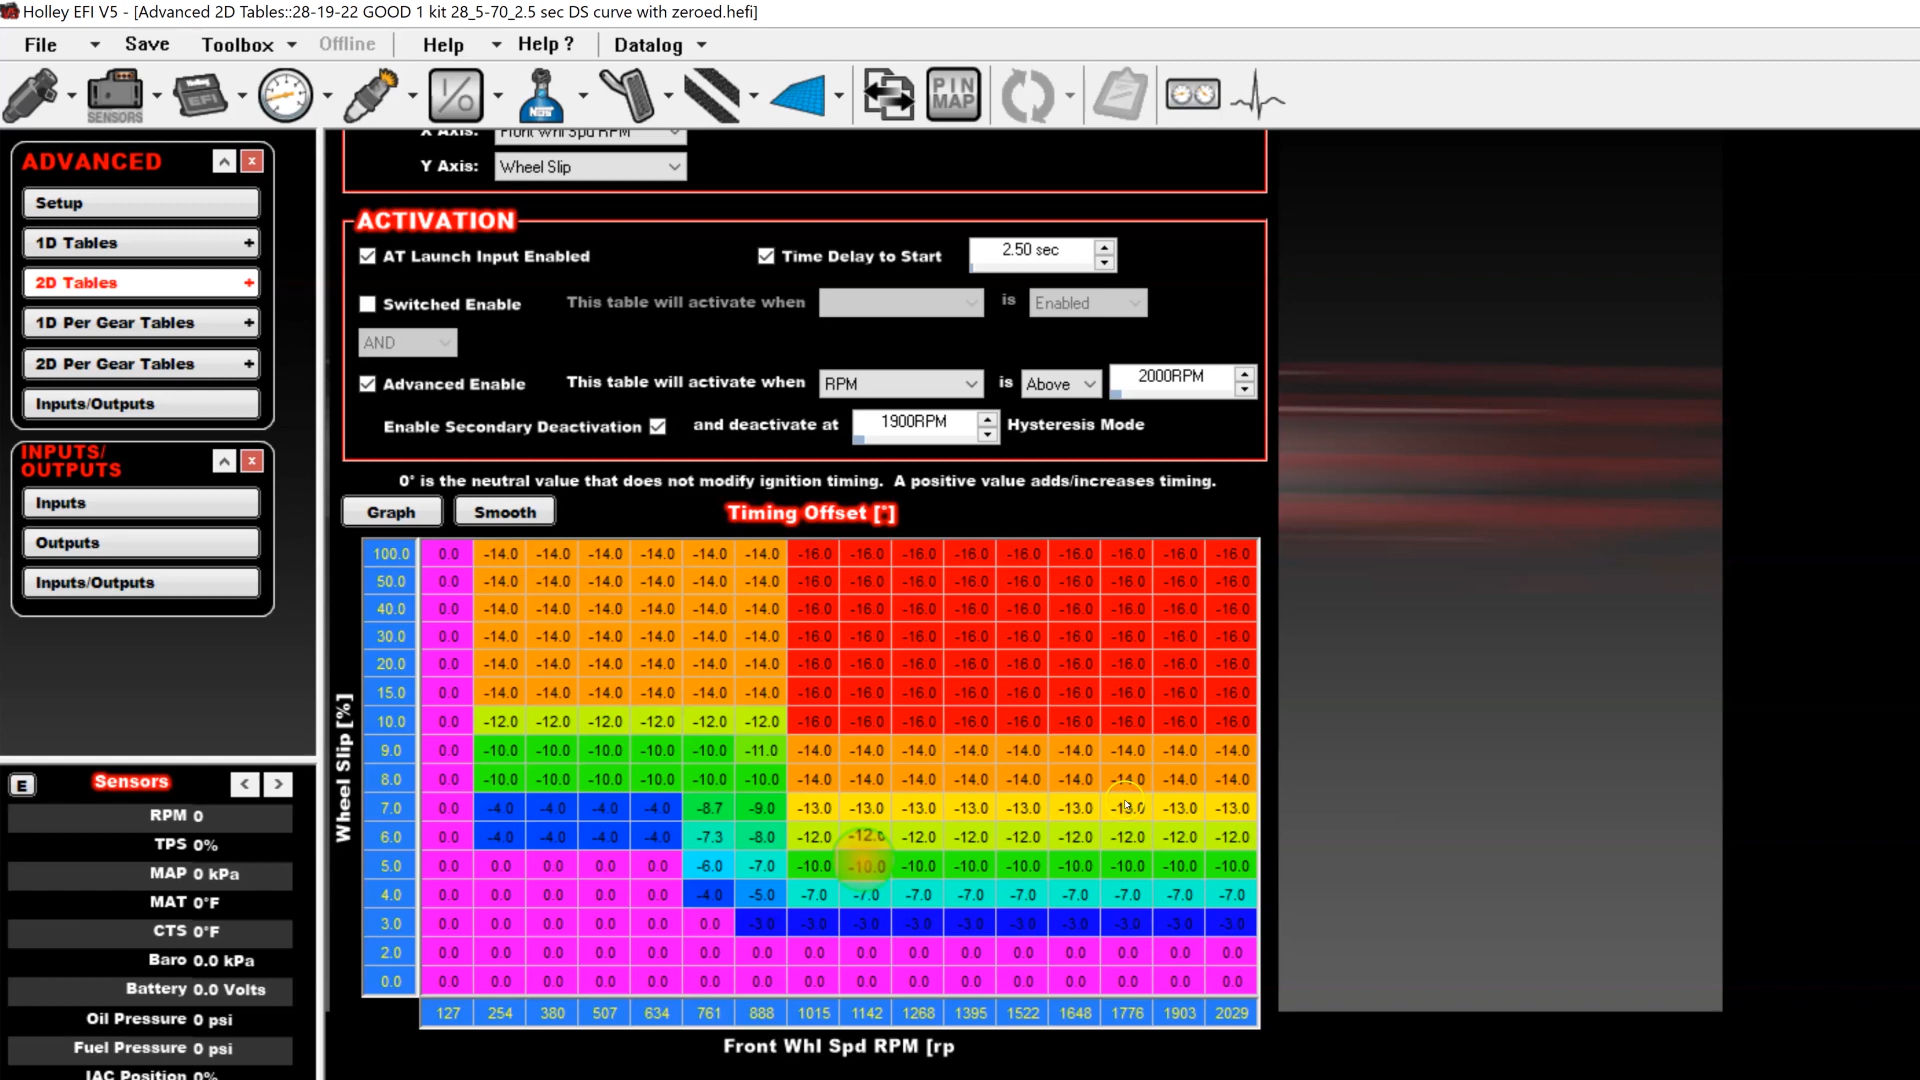 Holley EFI V5 - [Advanced 2D Tables::28-19-22 GOOD 1 kit 28_5-70_2.5 sec DS curve with zeroed.hefi]
File Save Toolbox Offline Help Help ? Datalog
SENSORS EFI I/O NOS PIN MAP
ADVANCED
Setup
1D Tables +
2D Tables +
1D Per Gear Tables +
2D Per Gear Tables +
Inputs/Outputs
INPUTS/
OUTPUTS
Inputs
Outputs
Inputs/Outputs
E Sensors < >
RPM 0
TPS 0%
MAP 0 kPa
MAT 0°F
CTS 0°F
Baro 0.0 kPa
Battery 0.0 Volts
Oil Pressure 0 psi
Fuel Pressure 0 psi
IAC Position 0%
X Axis: Front Whl Spd RPM
Y Axis: Wheel Slip
ACTIVATION
AT Launch Input Enabled Time Delay to Start 2.50 sec
Switched Enable This table will activate when is Enabled
AND
Advanced Enable This table will activate when RPM is Above 2000RPM
Enable Secondary Deactivation and deactivate at 1900RPM Hysteresis Mode
0° is the neutral value that does not modify ignition timing. A positive value adds/increases timing.
Graph Smooth Timing Offset [°]
Wheel Slip [%]
100.0 0.0 -14.0 -14.0 -14.0 -14.0 -14.0 -14.0 -16.0 -16.0 -16.0 -16.0 -16.0 -16.0 -16.0 -16.0 -16.0
50.0 0.0 -14.0 -14.0 -14.0 -14.0 -14.0 -14.0 -16.0 -16.0 -16.0 -16.0 -16.0 -16.0 -16.0 -16.0 -16.0
40.0 0.0 -14.0 -14.0 -14.0 -14.0 -14.0 -14.0 -16.0 -16.0 -16.0 -16.0 -16.0 -16.0 -16.0 -16.0 -16.0
30.0 0.0 -14.0 -14.0 -14.0 -14.0 -14.0 -14.0 -16.0 -16.0 -16.0 -16.0 -16.0 -16.0 -16.0 -16.0 -16.0
20.0 0.0 -14.0 -14.0 -14.0 -14.0 -14.0 -14.0 -16.0 -16.0 -16.0 -16.0 -16.0 -16.0 -16.0 -16.0 -16.0
15.0 0.0 -14.0 -14.0 -14.0 -14.0 -14.0 -14.0 -16.0 -16.0 -16.0 -16.0 -16.0 -16.0 -16.0 -16.0 -16.0
10.0 0.0 -12.0 -12.0 -12.0 -12.0 -12.0 -12.0 -16.0 -16.0 -16.0 -16.0 -16.0 -16.0 -16.0 -16.0 -16.0
9.0 0.0 -10.0 -10.0 -10.0 -10.0 -10.0 -11.0 -14.0 -14.0 -14.0 -14.0 -14.0 -14.0 -14.0 -14.0 -14.0
8.0 0.0 -10.0 -10.0 -10.0 -10.0 -10.0 -10.0 -14.0 -14.0 -14.0 -14.0 -14.0 -14.0 -14.0 -14.0 -14.0
7.0 0.0 -4.0 -4.0 -4.0 -4.0 -8.7 -9.0 -13.0 -13.0 -13.0 -13.0 -13.0 -13.0 -13.0 -13.0 -13.0
6.0 0.0 -4.0 -4.0 -4.0 -4.0 -7.3 -8.0 -12.0 -12.0 -12.0 -12.0 -12.0 -12.0 -12.0 -12.0 -12.0
5.0 0.0 0.0 0.0 0.0 0.0 -6.0 -7.0 -10.0 -10.0 -10.0 -10.0 -10.0 -10.0 -10.0 -10.0 -10.0
4.0 0.0 0.0 0.0 0.0 0.0 -4.0 -5.0 -7.0 -7.0 -7.0 -7.0 -7.0 -7.0 -7.0 -7.0 -7.0
3.0 0.0 0.0 0.0 0.0 0.0 0.0 -3.0 -3.0 -3.0 -3.0 -3.0 -3.0 -3.0 -3.0 -3.0 -3.0
2.0 0.0 0.0 0.0 0.0 0.0 0.0 0.0 0.0 0.0 0.0 0.0 0.0 0.0 0.0 0.0 0.0
0.0 0.0 0.0 0.0 0.0 0.0 0.0 0.0 0.0 0.0 0.0 0.0 0.0 0.0 0.0 0.0 0.0
127 254 380 507 634 761 888 1015 1142 1268 1395 1522 1648 1776 1903 2029
Front Whl Spd RPM [rp